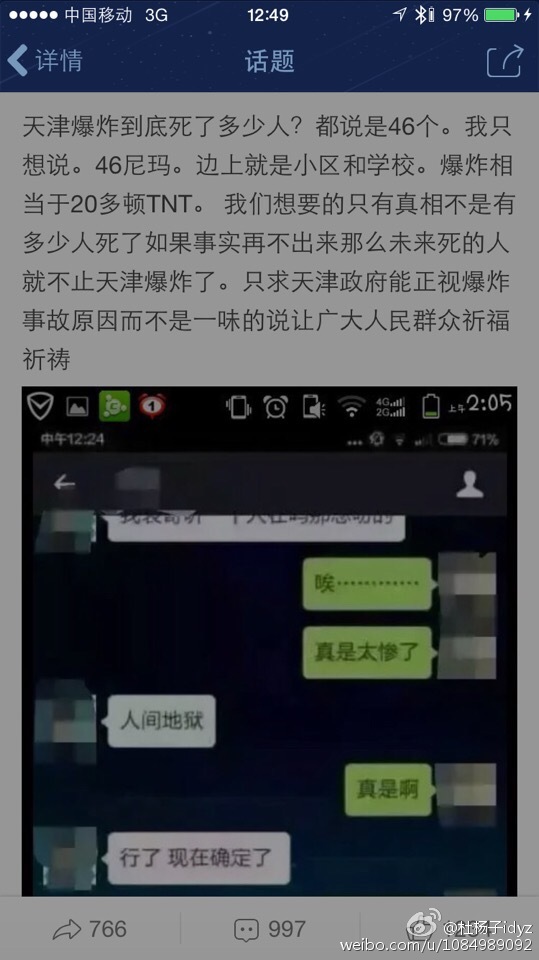 中国移动 3G 12:49 97%
详情 话题
天津爆炸到底死了多少人？都说是46个。我只
想说。46尼玛。边上就是小区和学校。爆炸相
当于20多顿TNT。 我们想要的只有真相不是有
多少人死了如果事实再不出来那么未来死的人
就不止天津爆炸了。只求天津政府能正视爆炸
事故原因而不是一味的说让广大人民群众祈福
祈祷
1 4G 2G 上午2:05
中午12:24 71%
唉…………
真是太惨了
人间地狱
真是啊
行了 现在确定了
766 997
@杜杨子idyz
weibo.com/u/1084989092